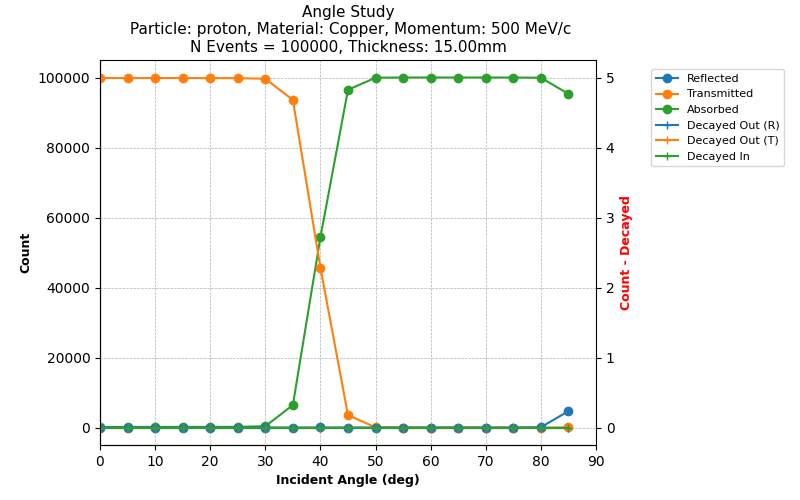 Angle Study
Particle: proton, Material: Copper, Momentum: 500 MeV/c
N Events = 100000, Thickness: 15.00mm
Reflected
Transmitted
Absorbed
Decayed Out (R)
Decayed Out (T)
Decayed In
Count
100000
80000
60000
40000
20000
0
5
4
3
2
1
0
Count - Decayed
0 10 20 30 40 50 60 70 80 90
Incident Angle (deg)